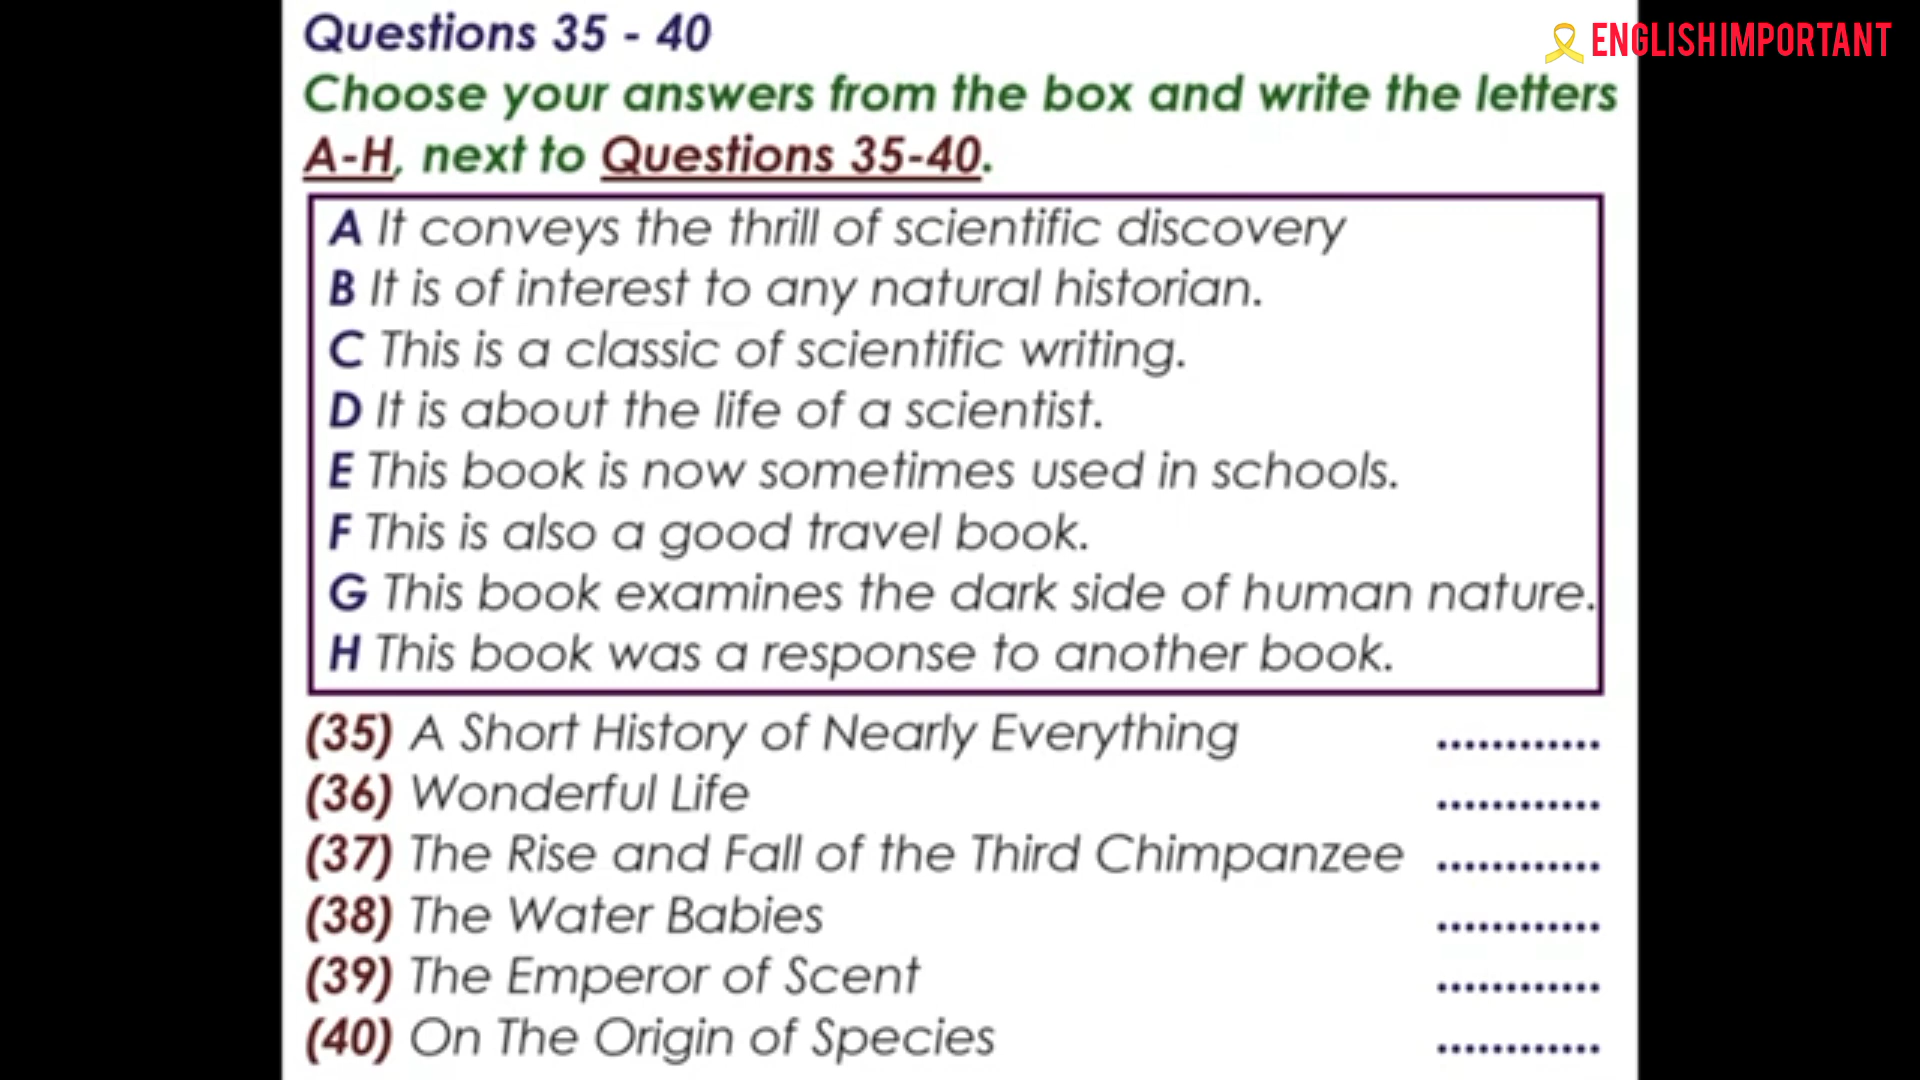 Questions 35 - 40
ENGLISHIMPORTANT
Choose your answers from the box and write the letters
A-H, next to Questions 35-40.
A It conveys the thrill of scientific discovery
B It is of interest to any natural historian.
C This is a classic of scientific writing.
D It is about the life of a scientist.
E This book is now sometimes used in schools.
F This is also a good travel book.
G This book examines the dark side of human nature.
H This book was a response to another book.
(35) A Short History of Nearly Everything ............
(36) Wonderful Life ............
(37) The Rise and Fall of the Third Chimpanzee ............
(38) The Water Babies ............
(39) The Emperor of Scent ............
(40) On The Origin of Species ............